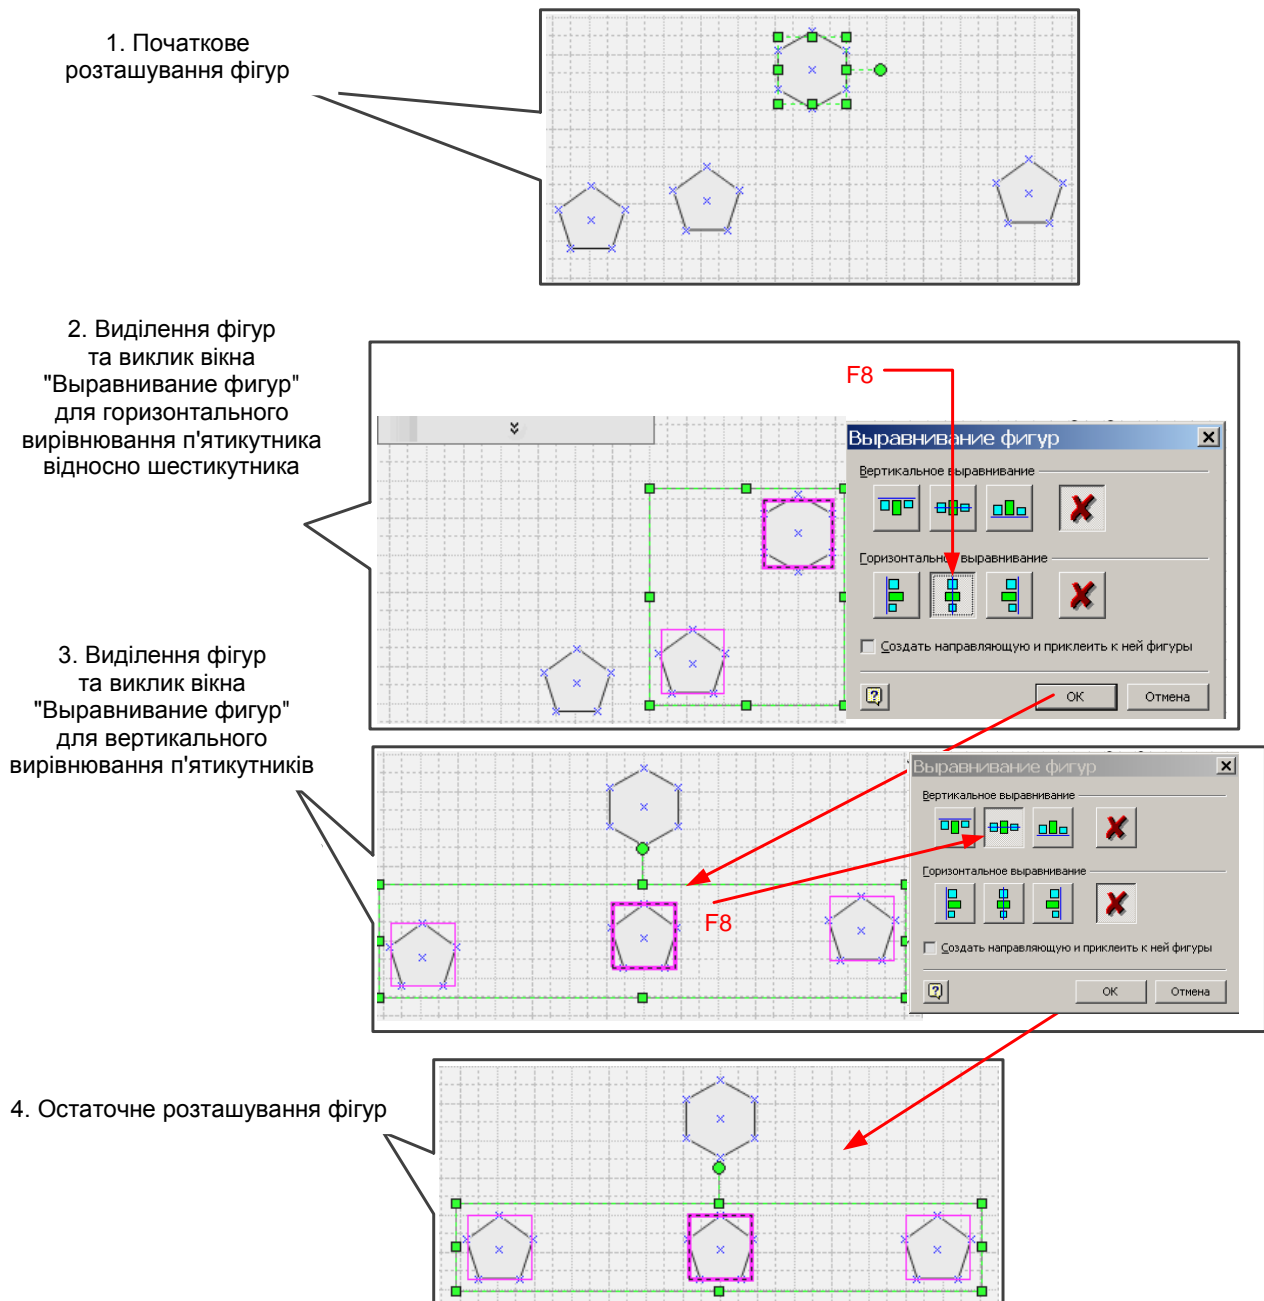 1. Початкове
розташування фігур
2. Виділення фігур
та виклик вікна
"Выравнивание фигур"
для горизонтального
вирівнювання п'ятикутника
відносно шестикутника
F8
Выравнивание фигур
Вертикальное выравнивание
Горизонтальное выравнивание
Создать направляющую и приклеить к ней фигуры
OK
Отмена
3. Виділення фігур
та виклик вікна
"Выравнивание фигур"
для вертикального
вирівнювання п'ятикутників
F8
Выравнивание фигур
Вертикальное выравнивание
Горизонтальное выравнивание
Создать направляющую и приклеить к ней фигуры
OK
Отмена
4. Остаточне розташування фігур